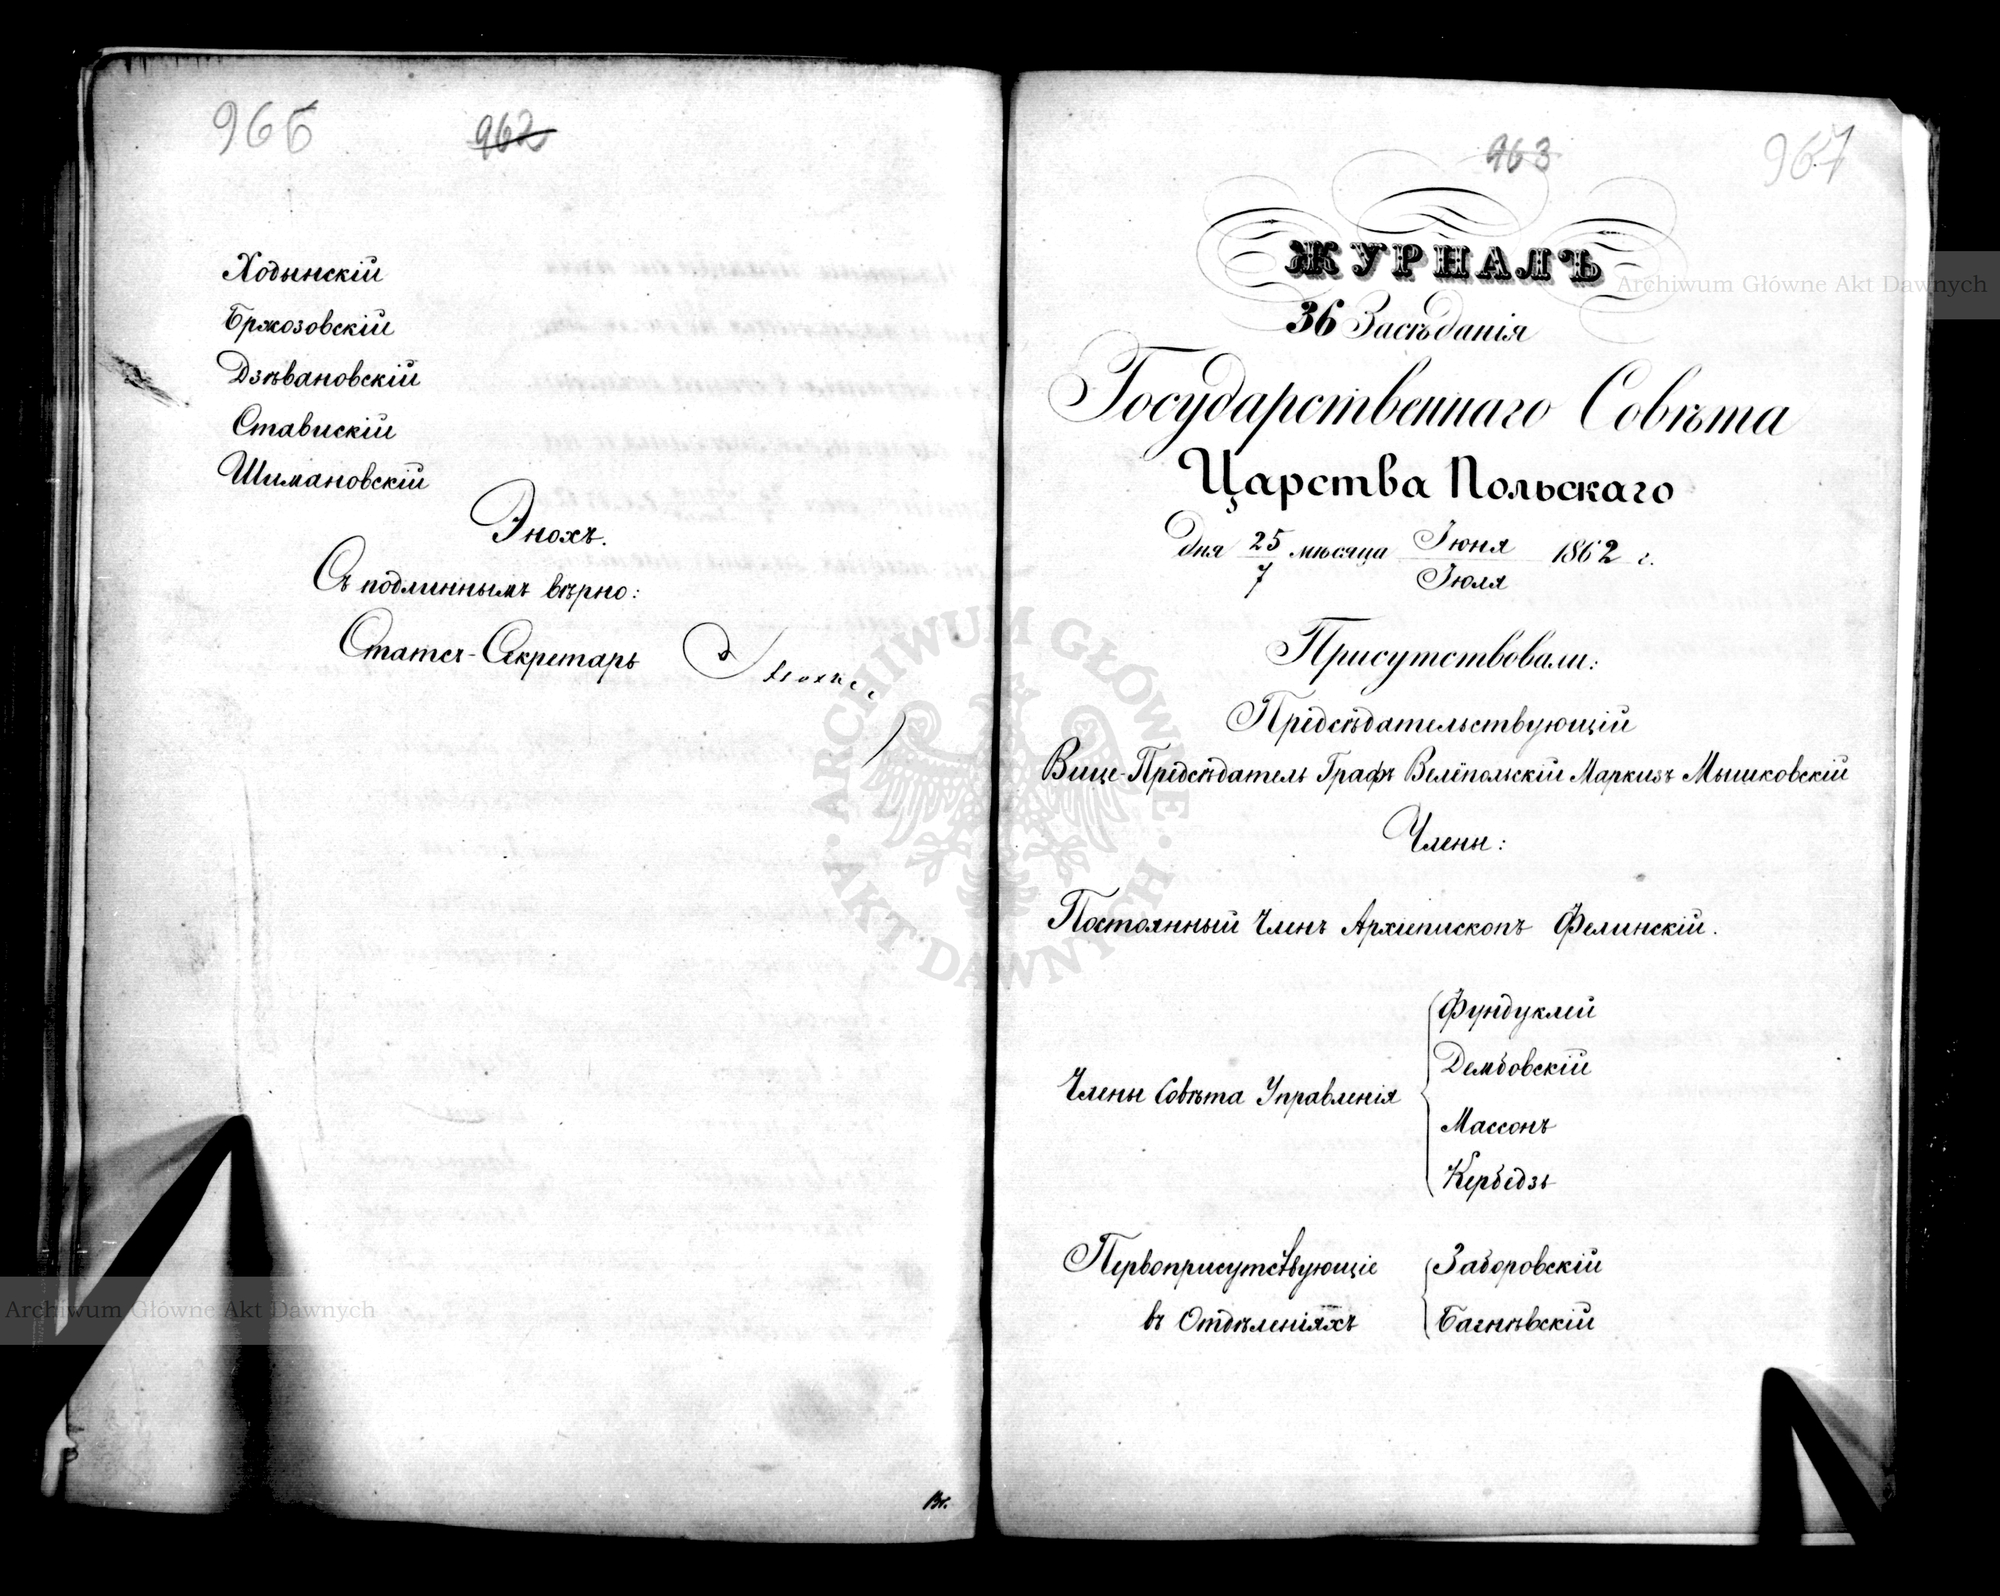 966
962
Ходынскій
Бржозовскій
Дзѣвановскій
Ставискій
Шимановскій
Энохъ.
Съ подлиннымъ вѣрно:
Статсъ-Секретарь
963
967
ЖУРНАЛЪ
36 Засѣданія
Государственнаго Совѣта
Царства Польскаго
дня 25/7 мѣсяца Іюня/Іюля 1862 г.
Присутствовали:
Предсѣдательствующій
Вице-Предсѣдатель Графъ Велёпольскій Маркизъ Мышковскій
Члены:
Постоянный Членъ Архіепископъ Фелинскій.
Члены Совѣта Управленія
Фундуклей
Дембовскій
Массонъ
Кербедзь
Первоприсутствующіе
въ Отдѣленіяхъ
Заборовскій
Багнѣвскій
Archiwum Główne Akt Dawnych
Archiwum Główne Akt Dawnych
ARCHIWUM GŁÓWNE · AKT DAWNYCH ·